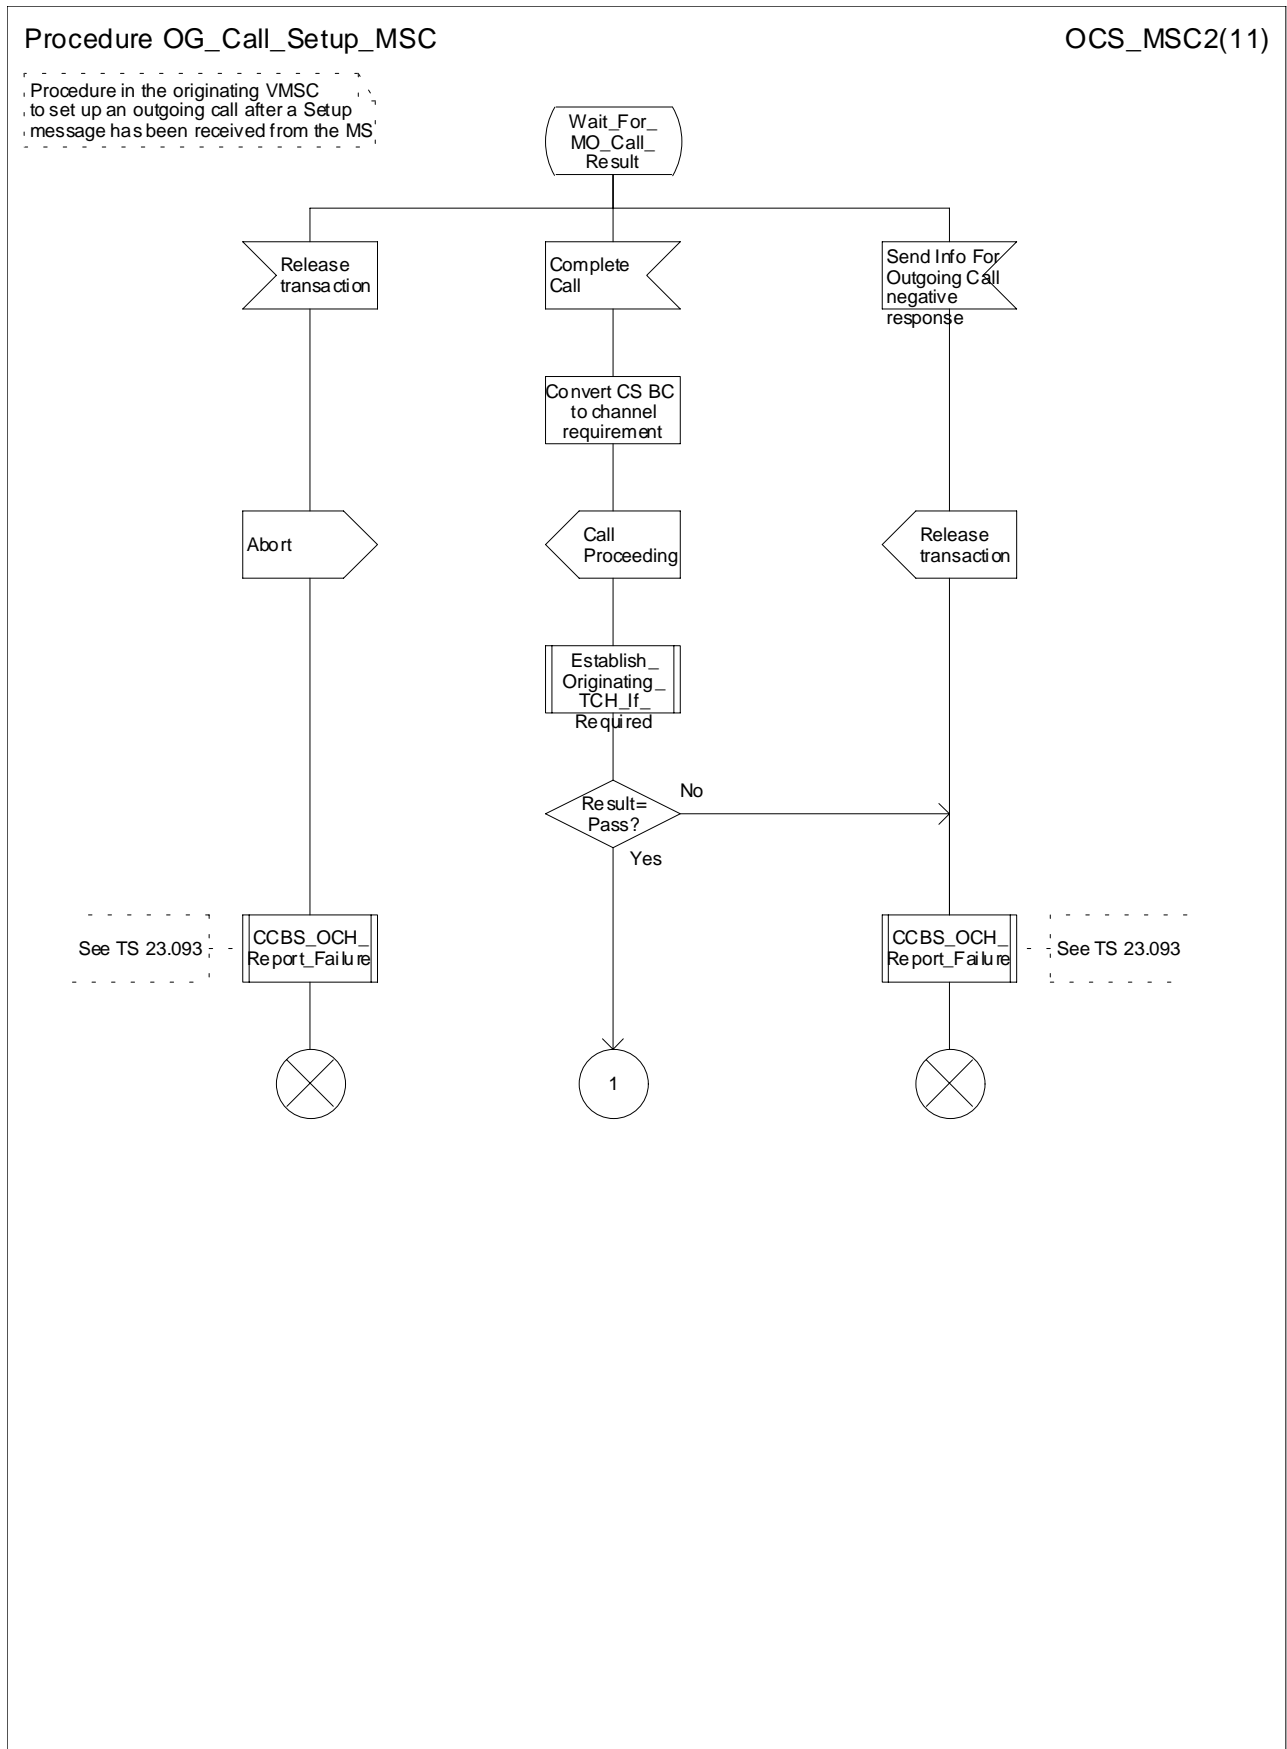 Procedure OG_Call_Setup_MSC
OCS_MSC2(11)
Procedure in the originating VMSC
to set up an outgoing call after a Setup
message has been received from the MS
Wait_For_
MO_Call_
Result
Release
transaction
Complete
Call
Send Info For
Outgoing Call
negative
response
Convert CS BC
to channel
requirement
Abort
Call
Proceeding
Release
transaction
Establish_
Originating_
TCH_If_
Required
Result=
Pass?
No
Yes
See TS 23.093
CCBS_OCH_
Report_Failure
CCBS_OCH_
Report_Failure
See TS 23.093
1